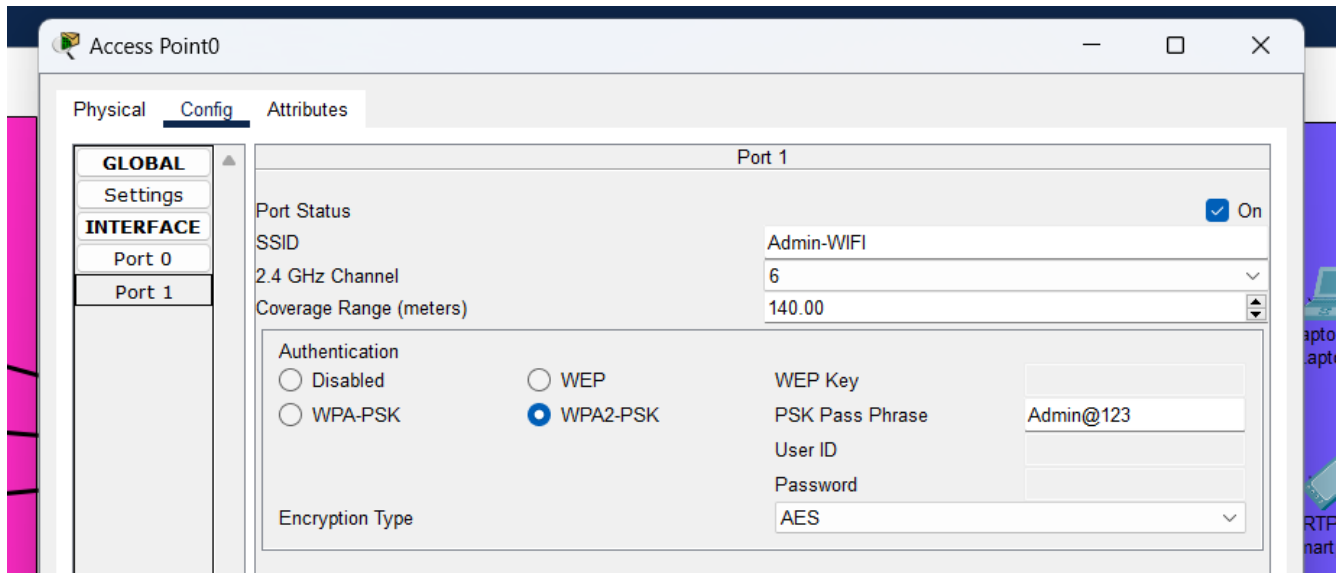 Access Point0
Physical Config Attributes
GLOBAL
Settings
INTERFACE
Port 0
Port 1
Port 1
Port Status On
SSID Admin-WIFI
2.4 GHz Channel 6
Coverage Range (meters) 140.00
Authentication
Disabled WEP WEP Key
WPA-PSK WPA2-PSK PSK Pass Phrase Admin@123
User ID
Password
Encryption Type AES